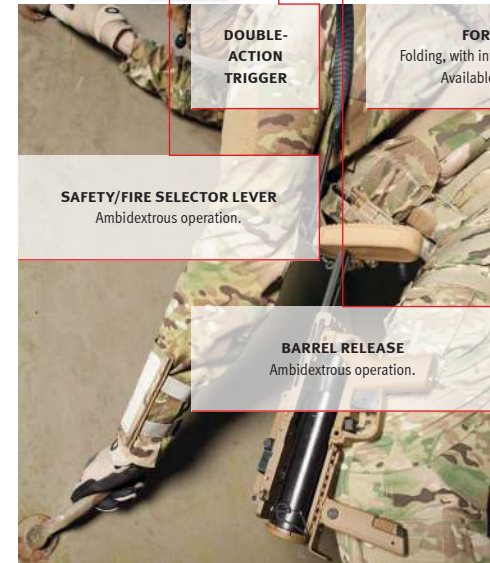 DOUBLE-
ACTION
TRIGGER
FOR
Folding, with in
Available
SAFETY/FIRE SELECTOR LEVER
Ambidextrous operation.
BARREL RELEASE
Ambidextrous operation.